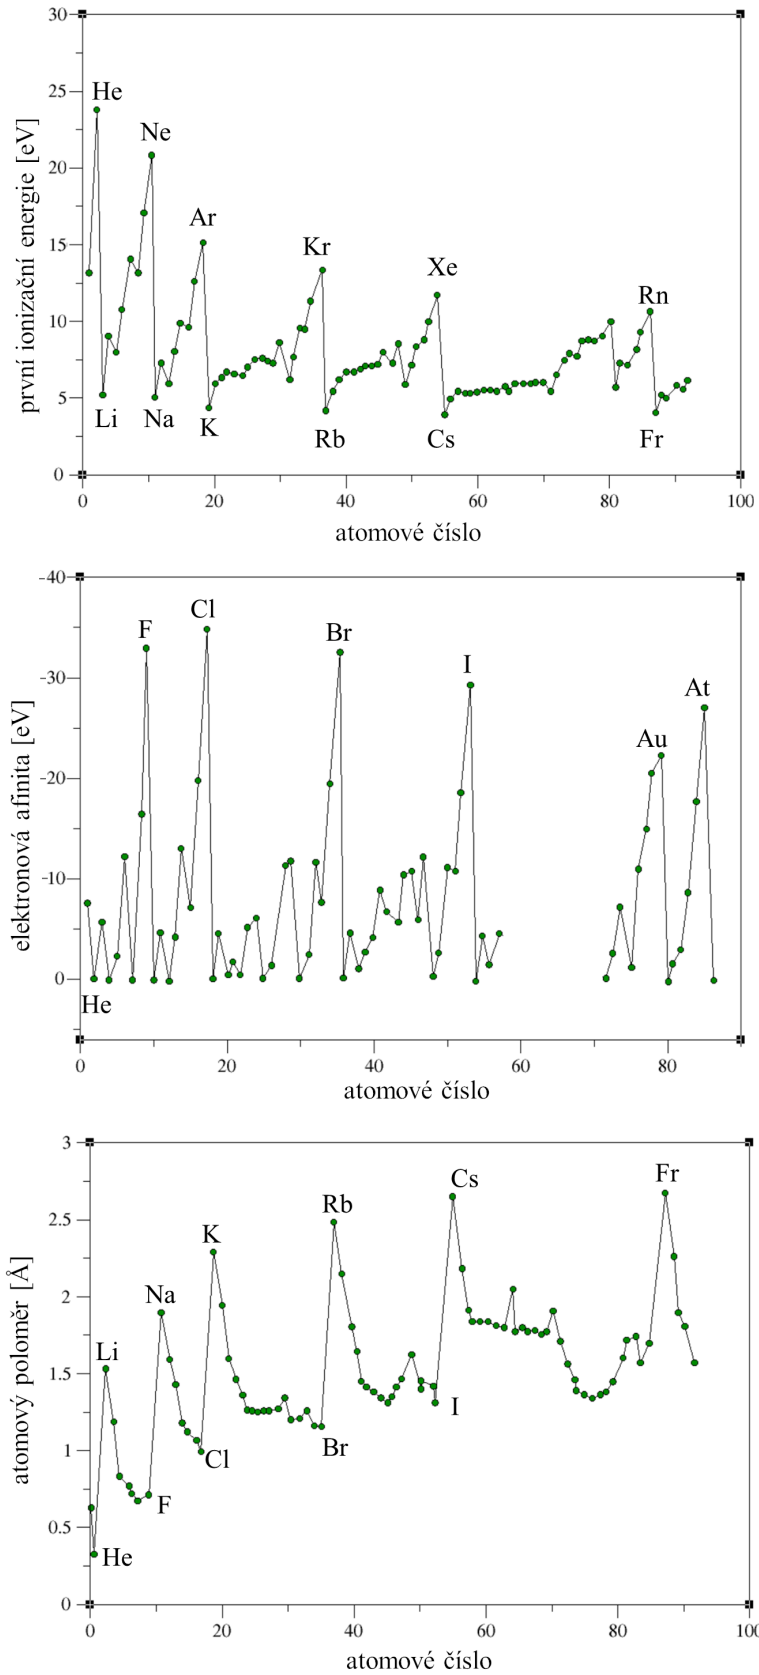 30
25
20
15
10
5
0
první ionizační energie [eV]
He
Ne
Ar
Kr
Xe
Rn
Li
Na
K
Rb
Cs
Fr
0 20 40 60 80 100
atomové číslo
-40
-30
-20
-10
0
elektronová afinita [eV]
F
Cl
Br
I
Au
At
He
20 40 60 80
atomové číslo
3
2.5
2
1.5
1
0.5
0
atomový poloměr [Å]
Li
Na
K
Rb
Cs
Fr
He
F
Cl
Br
I
0 20 40 60 80 100
atomové číslo